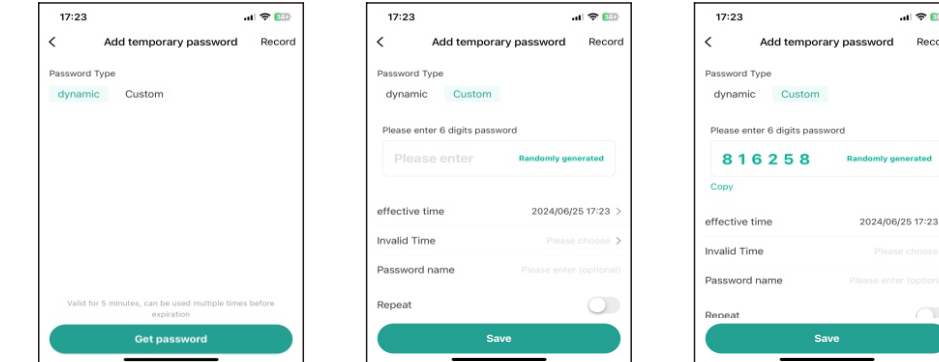 17:23
Add temporary password Record
Password Type
dynamic Custom
Valid for 5 minutes, can be used multiple times before
expiration
Get password
17:23
Add temporary password Record
Password Type
dynamic Custom
Please enter 6 digits password
Please enter Randomly generated
effective time 2024/06/25 17:23
Invalid Time Please choose
Password name Please enter (optional)
Repeat
Save
17:23
Add temporary password Reco
Password Type
dynamic Custom
Please enter 6 digits password
816258 Randomly generated
Copy
effective time 2024/06/25 17:23
Invalid Time Please choose
Password name Please enter (option
Repeat
Save